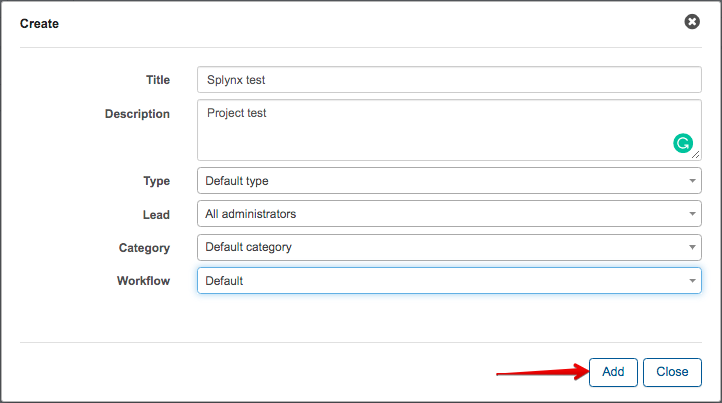 Create
Title
Splynx test
Description
Project test
Type
Default type
Lead
All administrators
Category
Default category
Workflow
Default
Add
Close